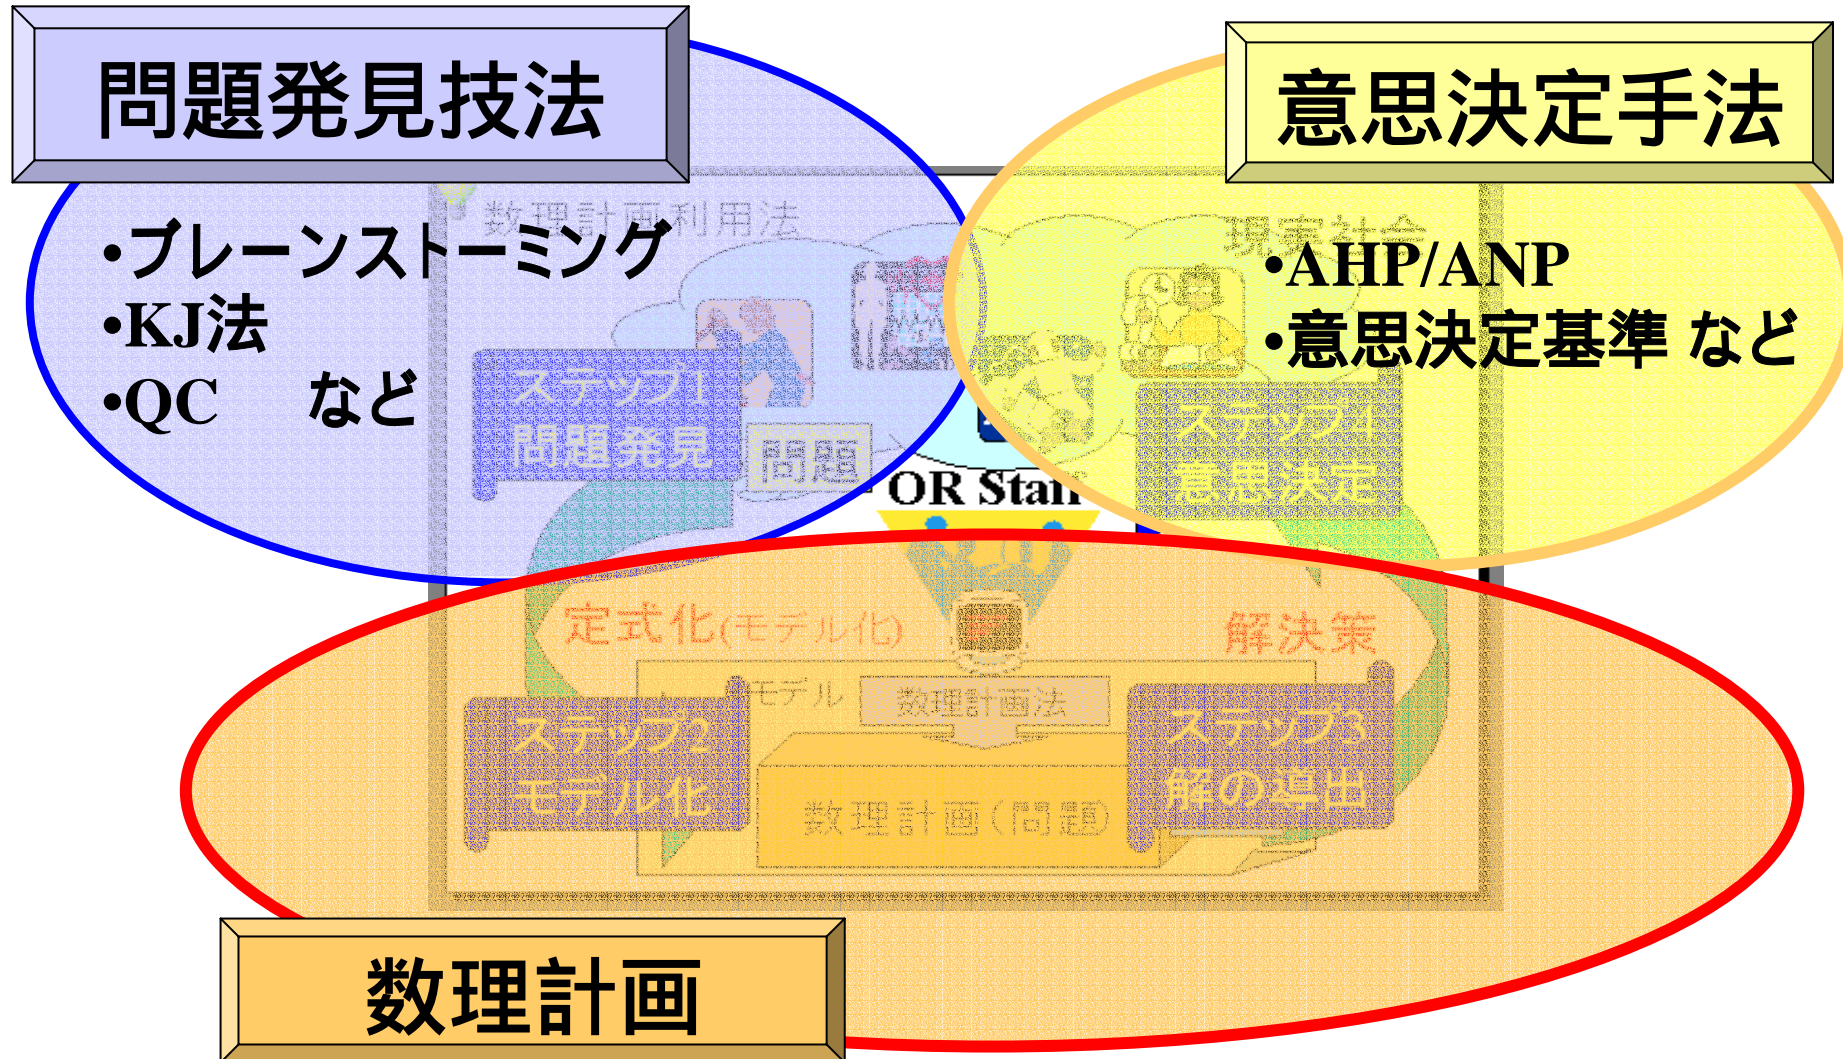 問題発見技法
•ブレーンストーミング
•KJ法
•QC など
意思決定手法
•AHP/ANP
•意思決定基準 など
数理計画利用法
現実社会
ステップ1
問題発見
問題
ステップ4
意思決定
OR Staff
定式化(モデル化)
解決策
モデル
数理計画法
ステップ2
モデル化
ステップ3
解の導出
数理計画(問題)
数理計画